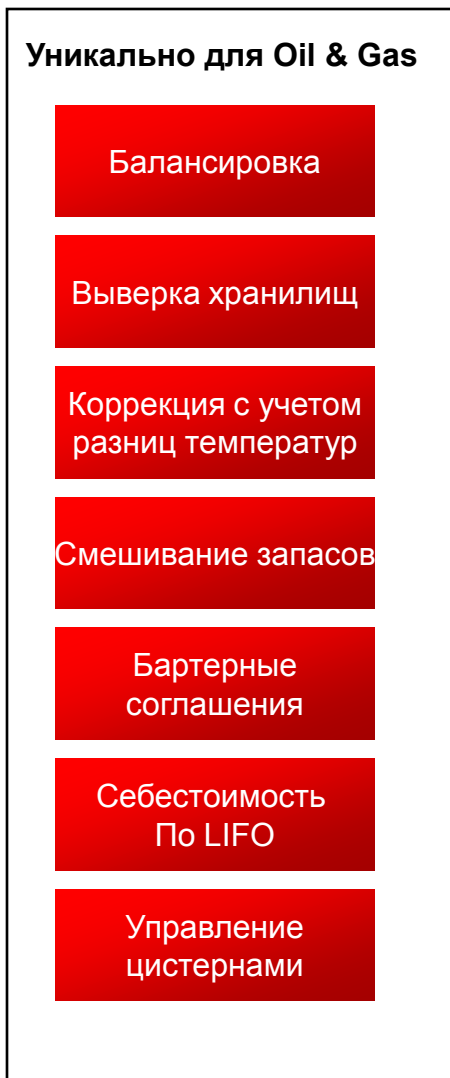 Уникально для Oil & Gas
Балансировка
Выверка хранилищ
Коррекция с учетом
разниц температур
Смешивание запасов
Бартерные
соглашения
Себестоимость
По LIFO
Управление
цистернами